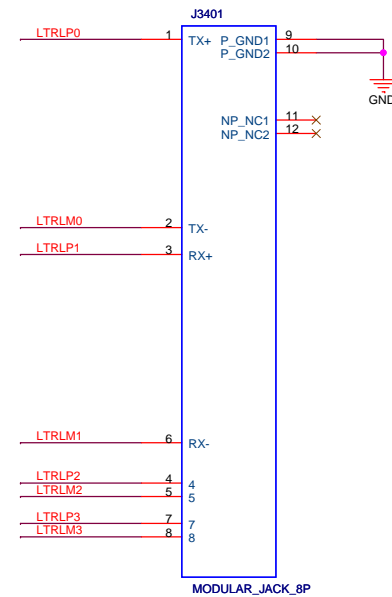 J3401
LTRLP0 1 TX+ P_GND1 9
P_GND2 10
GND
NP_NC1 11
NP_NC2 12
LTRLM0 2 TX-
LTRLP1 3 RX+
LTRLM1 6 RX-
LTRLP2 4 4
LTRLM2 5 5
LTRLP3 7 7
LTRLM3 8 8
MODULAR_JACK_8P